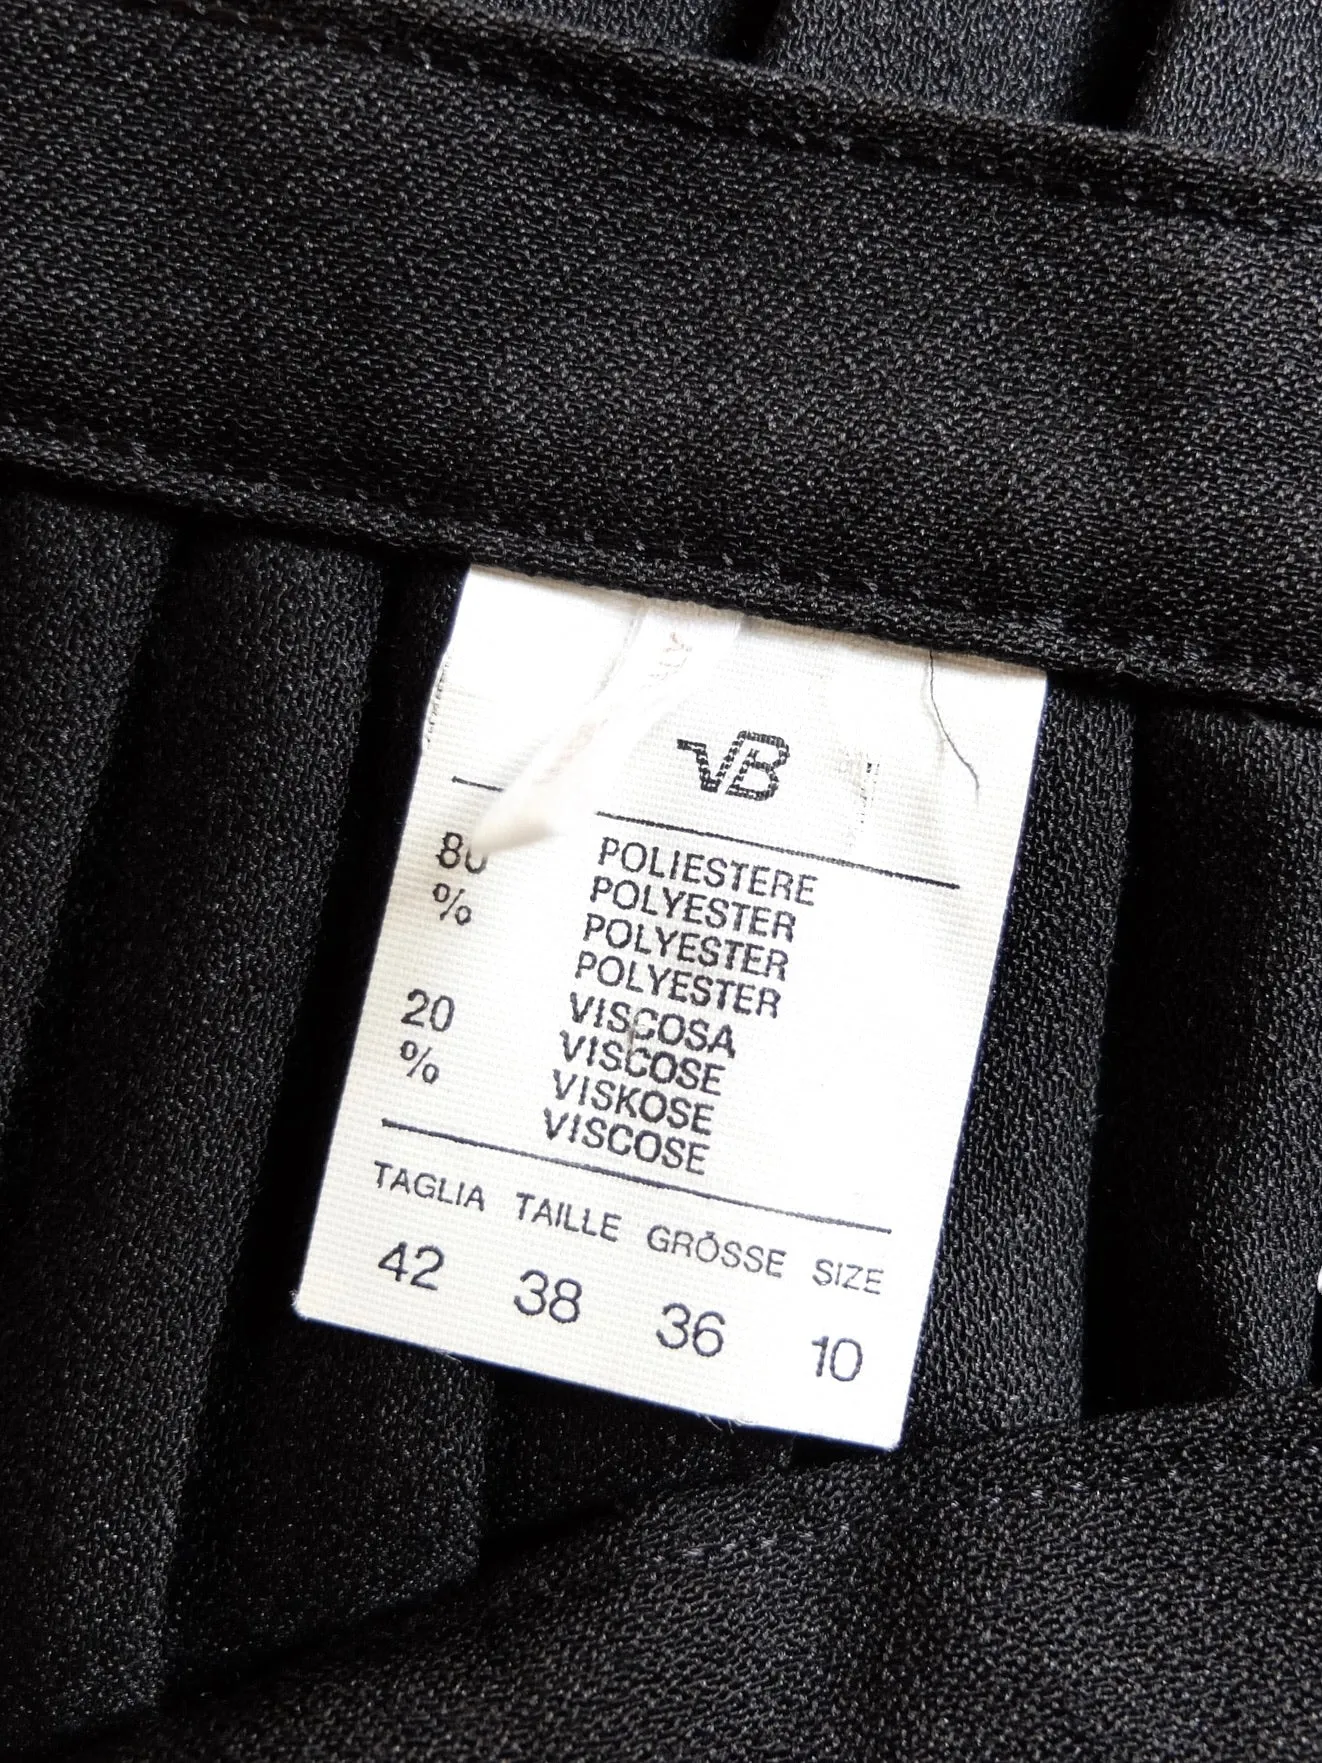 VB
80 POLIESTERE
% POLYESTER
POLYESTER
POLYESTER
20 VISCOSA
% VISCOSE
VISKOSE
VISCOSE
TAGLIA TAILLE GRÖSSE SIZE
42 38 36 10